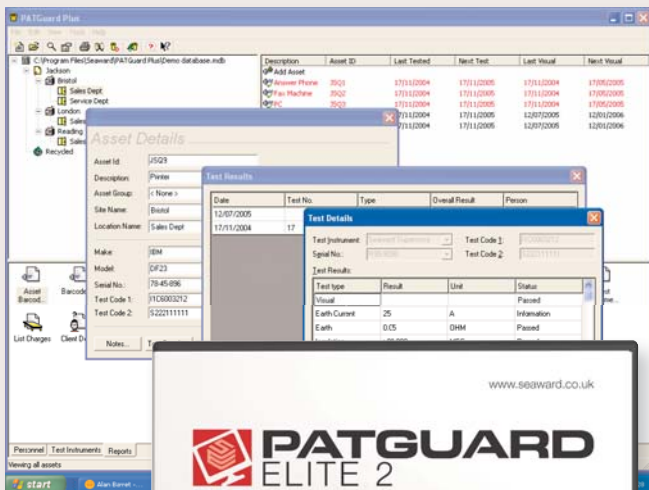 PATGuard Plus
File Edit View Tools Help
C:\Program Files\Seaward\PATGuard Plus\Demo database.mdb
Jackson
Bristol
Sales Dept
Service Dept
London
Sales
Reading
Sales
Recycled
Description Asset ID Last Tested Next Test Last Visual Next Visual
Add Asset
Answer Phone JSQ1 17/11/2004 17/11/2005 17/11/2004 17/05/2005
Fax Machine JSQ2 17/11/2004 17/11/2005 17/11/2004 17/05/2005
PC JSQ3 17/11/2004 17/11/2005 17/11/2004 17/05/2005
17/11/2005 12/07/2005 12/01/2006
17/11/2005 12/07/2005 12/01/2006
Asset Details
Asset Id: JSQ9
Description: Printer
Asset Group: < None >
Site Name: Bristol
Location Name: Sales Dept
Make: IBM
Model: DF23
Serial No.: 78-45-896
Test Code 1: I1C6003212
Test Code 2: S222111111
Notes...
Test Results
Date Test No. Type Overall Result Person
12/07/2005
17/11/2004 17
Test Details
Test Instrument: Test Code 1:
Serial No.: Test Code 2:
Test Results:
Test type Result Unit Status
Visual Passed
Earth Current 25 A Information
Earth 0.05 OHM Passed
Asset Barcod...
List Charges
Personnel Test Instruments Reports
Viewing all assets
start
www.seaward.co.uk
PATGUARD
ELITE 2